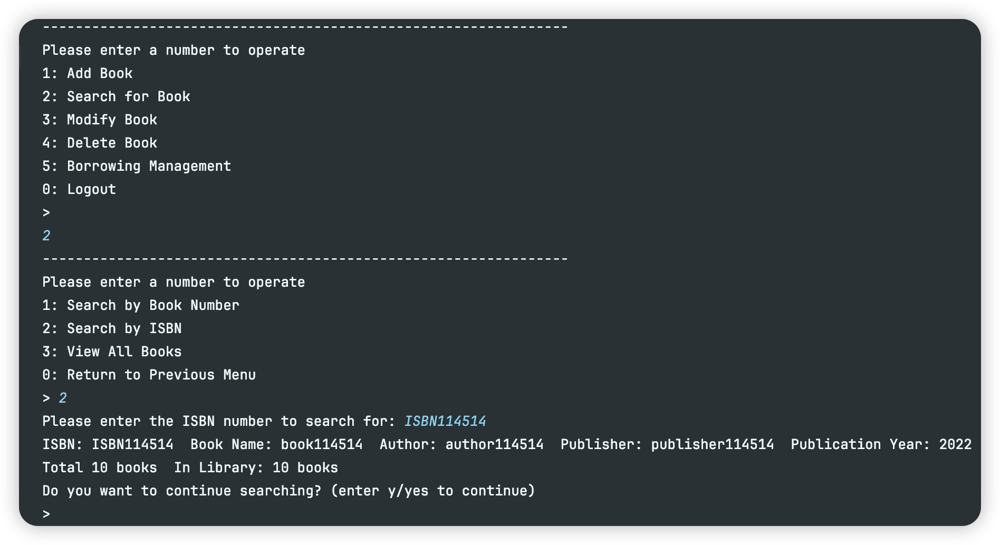 ----------------------------------------------------------------
Please enter a number to operate
1: Add Book
2: Search for Book
3: Modify Book
4: Delete Book
5: Borrowing Management
0: Logout
>
2
----------------------------------------------------------------
Please enter a number to operate
1: Search by Book Number
2: Search by ISBN
3: View All Books
0: Return to Previous Menu
> 2
Please enter the ISBN number to search for: ISBN114514
ISBN: ISBN114514  Book Name: book114514  Author: author114514  Publisher: publisher114514  Publication Year: 2022
Total 10 books  In Library: 10 books
Do you want to continue searching? (enter y/yes to continue)
>